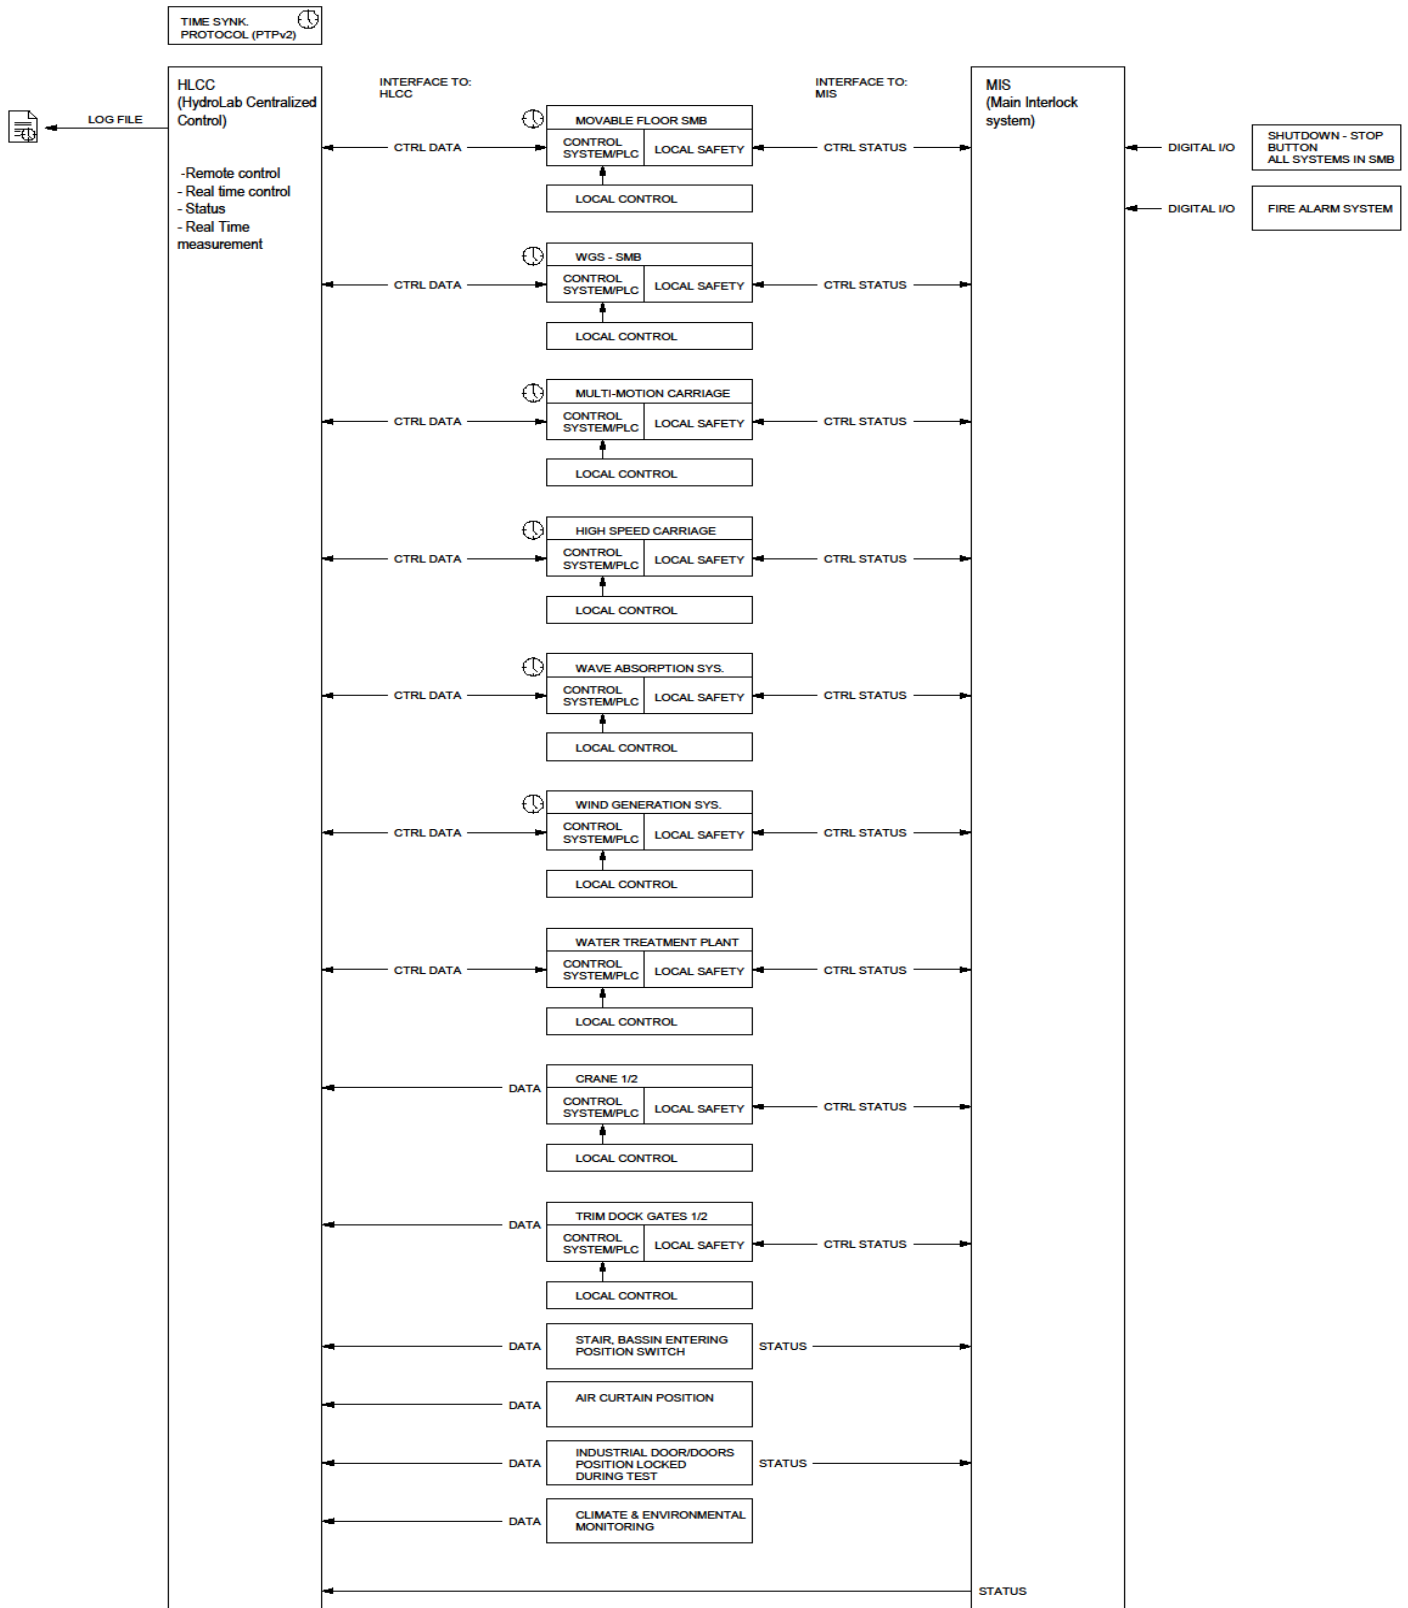 TIME SYNK.
PROTOCOL (PTPv2)
HLCC
(HydroLab Centralized
Control)
-Remote control
- Real time control
- Status
- Real Time
measurement
LOG FILE
INTERFACE TO:
HLCC
INTERFACE TO:
MIS
MIS
(Main Interlock
system)
MOVABLE FLOOR SMB
CTRL DATA
CONTROL
SYSTEM/PLC
LOCAL SAFETY
CTRL STATUS
LOCAL CONTROL
DIGITAL I/O
SHUTDOWN - STOP
BUTTON
ALL SYSTEMS IN SMB
DIGITAL I/O
FIRE ALARM SYSTEM
WGS - SMB
CTRL DATA
CONTROL
SYSTEM/PLC
LOCAL SAFETY
CTRL STATUS
LOCAL CONTROL
MULTI-MOTION CARRIAGE
CTRL DATA
CONTROL
SYSTEM/PLC
LOCAL SAFETY
CTRL STATUS
LOCAL CONTROL
HIGH SPEED CARRIAGE
CTRL DATA
CONTROL
SYSTEM/PLC
LOCAL SAFETY
CTRL STATUS
LOCAL CONTROL
WAVE ABSORPTION SYS.
CTRL DATA
CONTROL
SYSTEM/PLC
LOCAL SAFETY
CTRL STATUS
LOCAL CONTROL
WIND GENERATION SYS.
CTRL DATA
CONTROL
SYSTEM/PLC
LOCAL SAFETY
CTRL STATUS
LOCAL CONTROL
WATER TREATMENT PLANT
CTRL DATA
CONTROL
SYSTEM/PLC
LOCAL SAFETY
CTRL STATUS
LOCAL CONTROL
CRANE 1/2
DATA
CONTROL
SYSTEM/PLC
LOCAL SAFETY
CTRL STATUS
LOCAL CONTROL
TRIM DOCK GATES 1/2
DATA
CONTROL
SYSTEM/PLC
LOCAL SAFETY
CTRL STATUS
LOCAL CONTROL
DATA
STAIR, BASSIN ENTERING
POSITION SWITCH
STATUS
DATA
AIR CURTAIN POSITION
DATA
INDUSTRIAL DOOR/DOORS
POSITION LOCKED
DURING TEST
STATUS
DATA
CLIMATE & ENVIRONMENTAL
MONITORING
STATUS